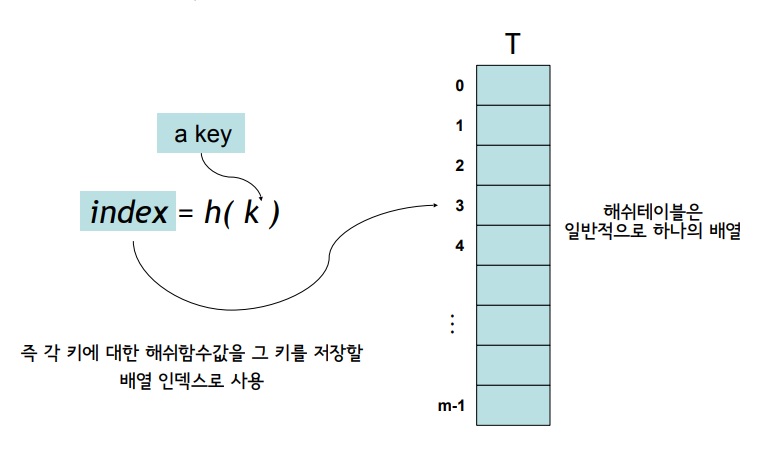 T
0
1
a key
2
index = h( k )
3
해쉬테이블은
일반적으로 하나의 배열
4
⋮
즉 각 키에 대한 해쉬함수값을 그 키를 저장할
배열 인덱스로 사용
m-1